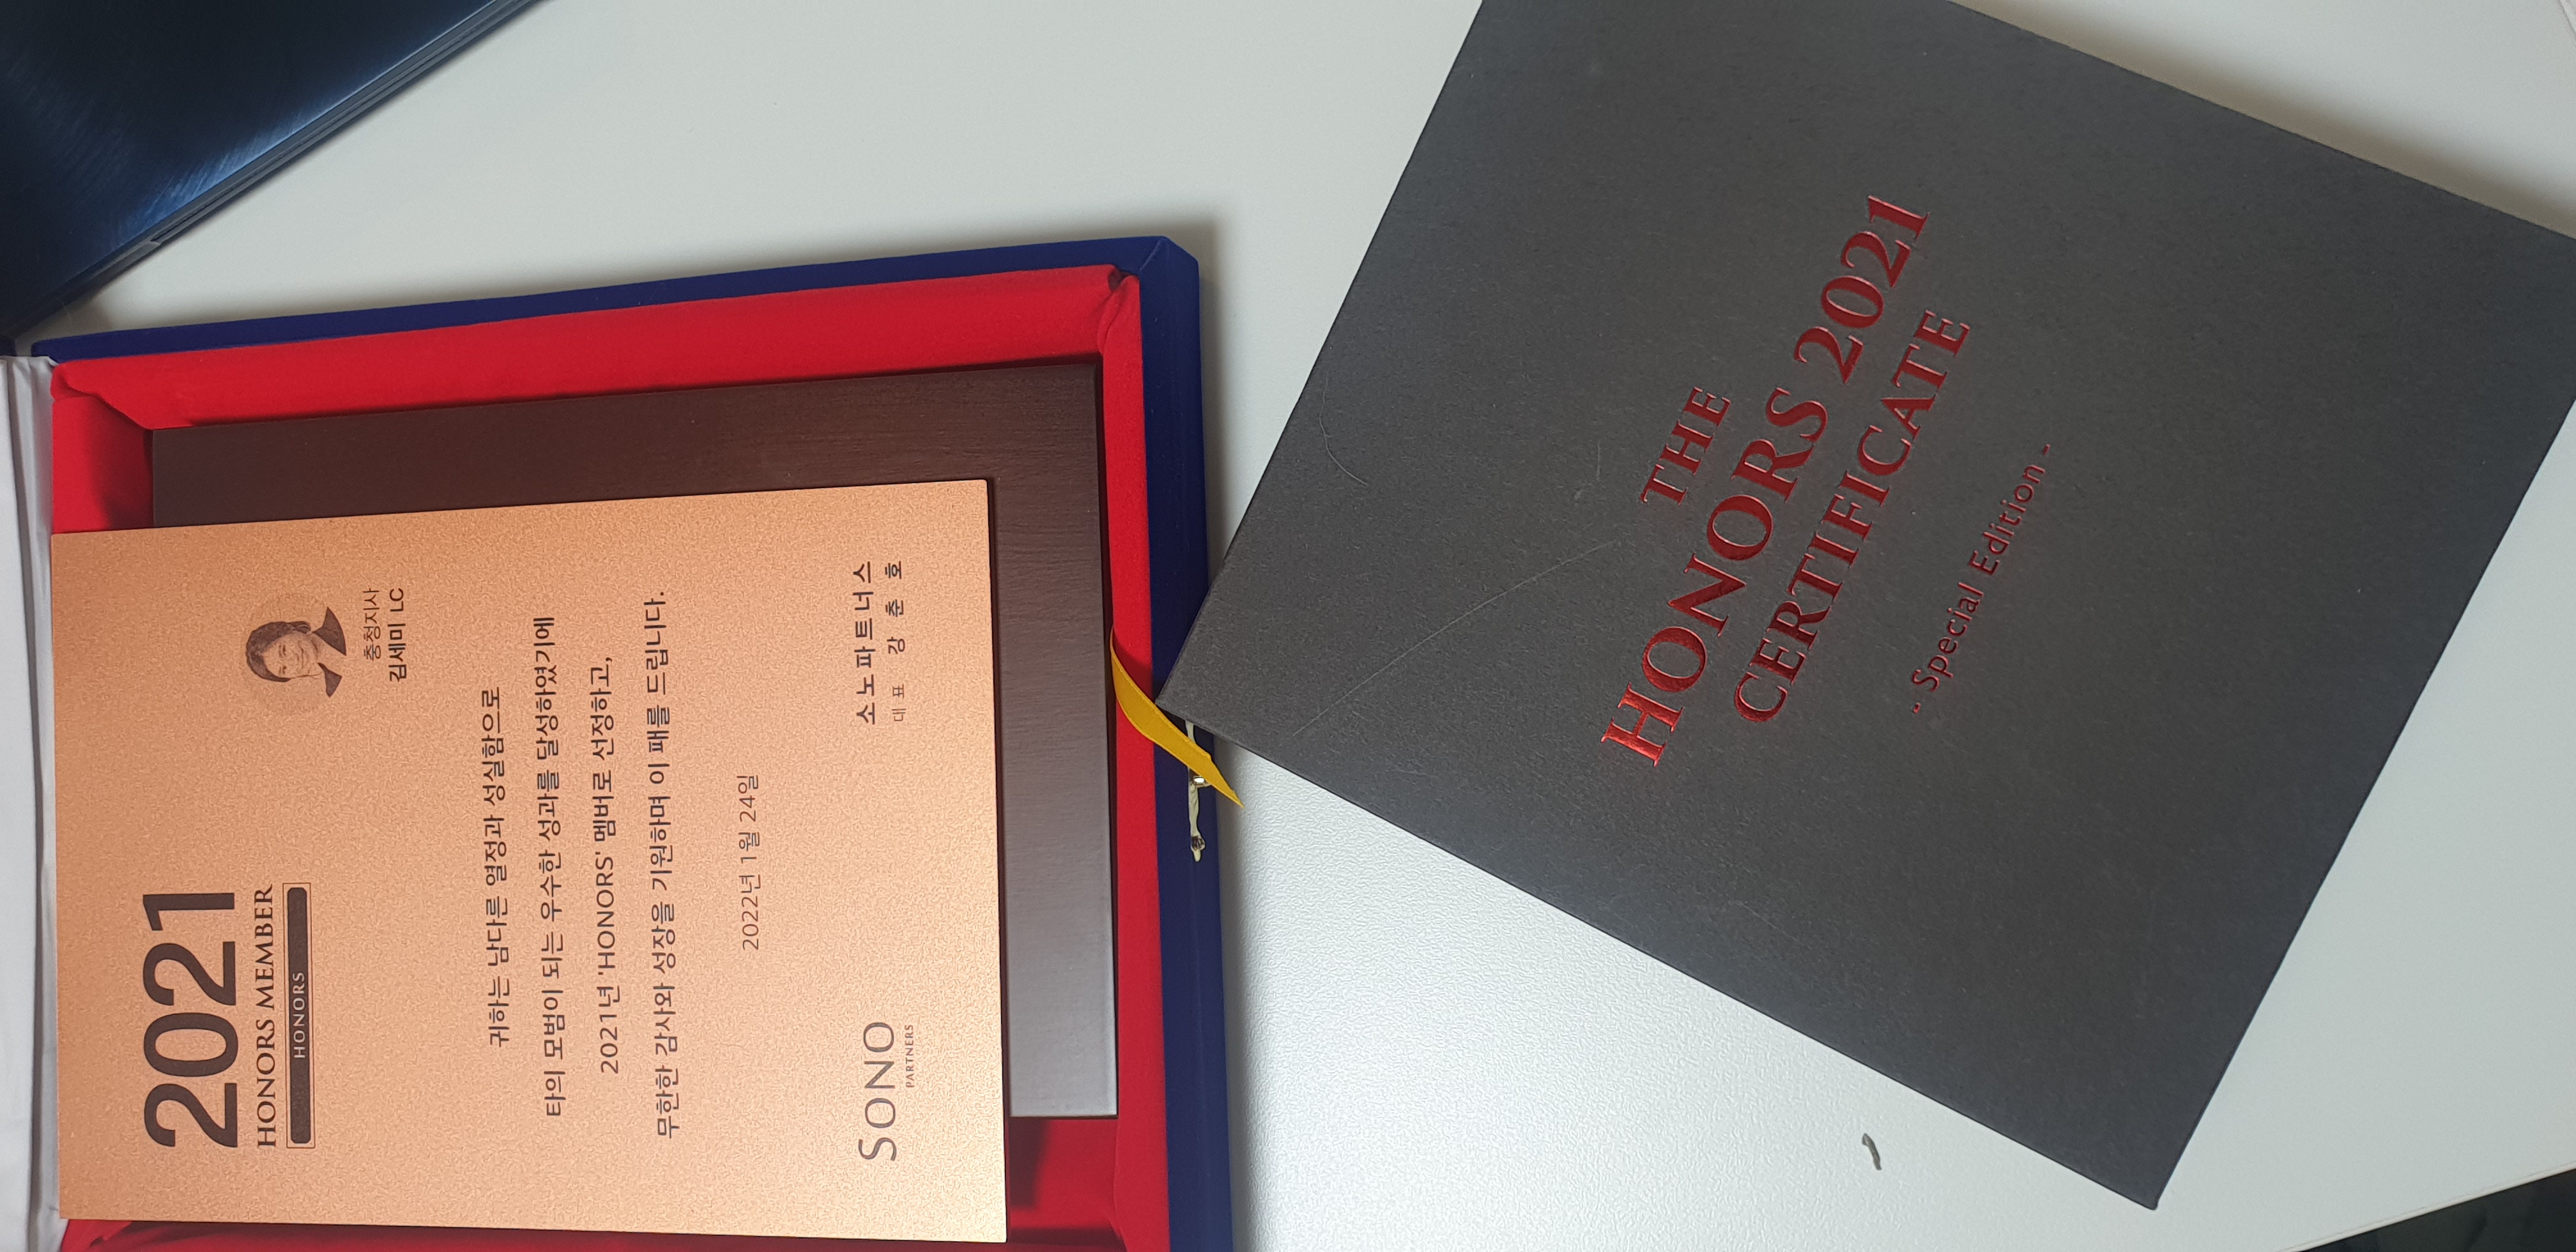 2021
HONORS MEMBER
HONORS
충청지사
김세미 LC
귀하는 남다른 열정과 성실함으로
타의 모범이 되는 우수한 성과를 달성하였기에
2021년 'HONORS' 멤버로 선정하고,
무한한 감사와 성장을 기원하며 이 패를 드립니다.
2022년 1월 24일
SONO
PARTNERS
소노파트너스
대표 강춘호
THE
HONORS 2021
CERTIFICATE
- Special Edition -